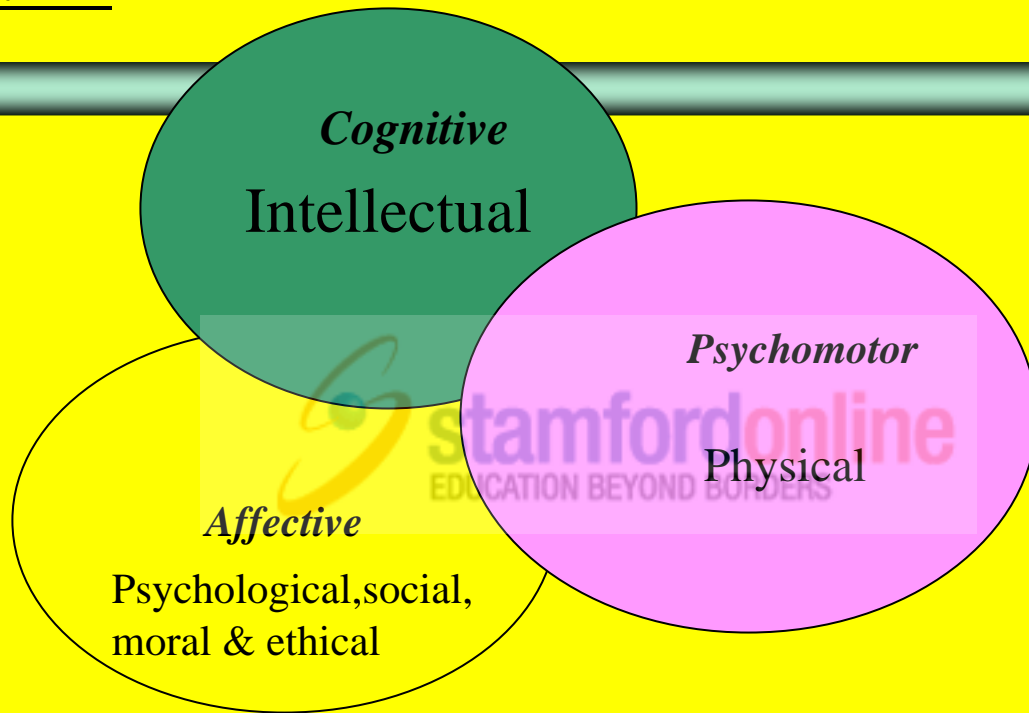 Cognitive
Intellectual
Psychomotor
stamfordonline
Physical
EDUCATION BEYOND BORDERS
Affective
Psychological,social,
moral & ethical